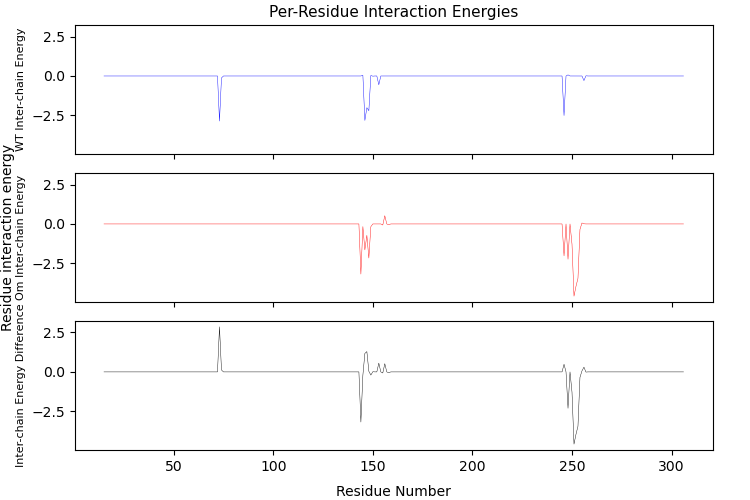 Per-Residue Interaction Energies
Residue interaction energy
WT Inter-chain Energy
2.5
0.0
−2.5
Om Inter-chain Energy
2.5
0.0
−2.5
Inter-chain Energy Difference
2.5
0.0
−2.5
50
100
150
200
250
300
Residue Number